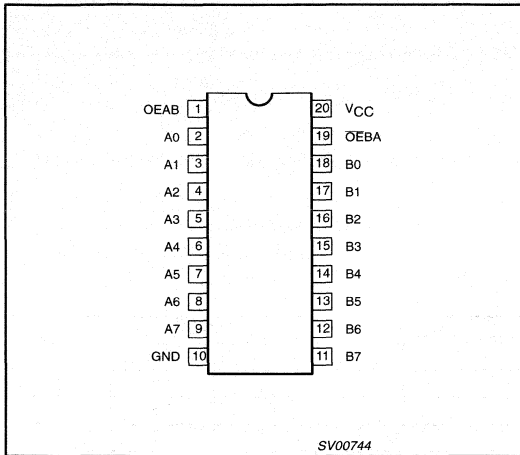 OEAB 1 20 VCC
A0 2 19 O̅E̅B̅A̅
A1 3 18 B0
A2 4 17 B1
A3 5 16 B2
A4 6 15 B3
A5 7 14 B4
A6 8 13 B5
A7 9 12 B6
GND 10 11 B7
SV00744